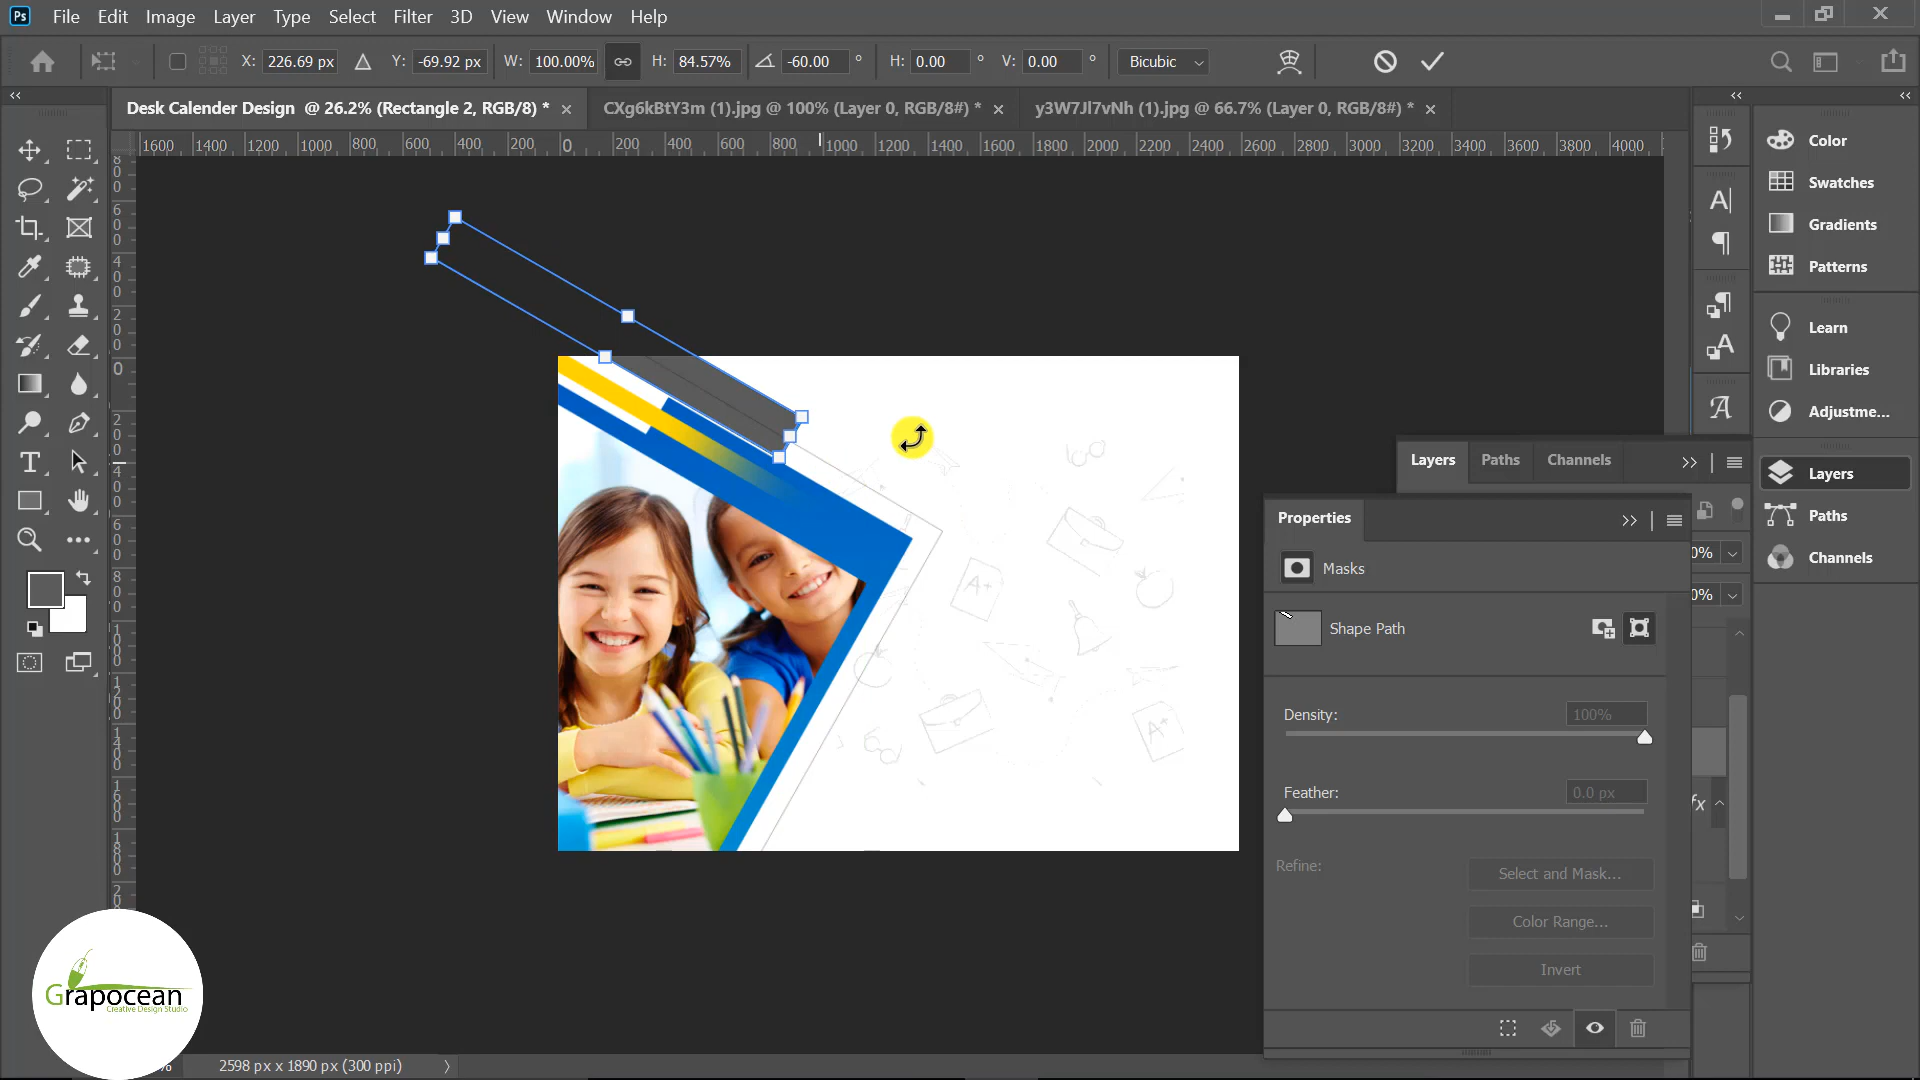 Ps File Edit Image Layer Type Select Filter 3D View Window Help
X: 226.69 px Y: -69.92 px W: 100.00% H: 84.57% -60.00 ° H: 0.00 ° V: 0.00 ° Bicubic
Desk Calender Design @ 26.2% (Rectangle 2, RGB/8) * × CXg6kBtY3m (1).jpg @ 100% (Layer 0, RGB/8#) * × y3W7Jl7vNh (1).jpg @ 66.7% (Layer 0, RGB/8#) * ×
1600 1400 1200 1000 800 600 400 200 0 200 400 600 800 1000 1200 1400 1600 1800 2000 2200 2400 2600 2800 3000 3200 3400 3600 3800 4000
Color
Swatches
Gradients
Patterns
Learn
Libraries
Adjustme...
Layers
Paths
Channels
Layers Paths Channels
Properties
Masks
Shape Path
Density: 100%
Feather: 0.0 px
Refine:
Select and Mask...
Color Range...
Invert
0%
0%
fx
A+
A+
Grapocean
Creative Design Studio
% 2598 px x 1890 px (300 ppi)